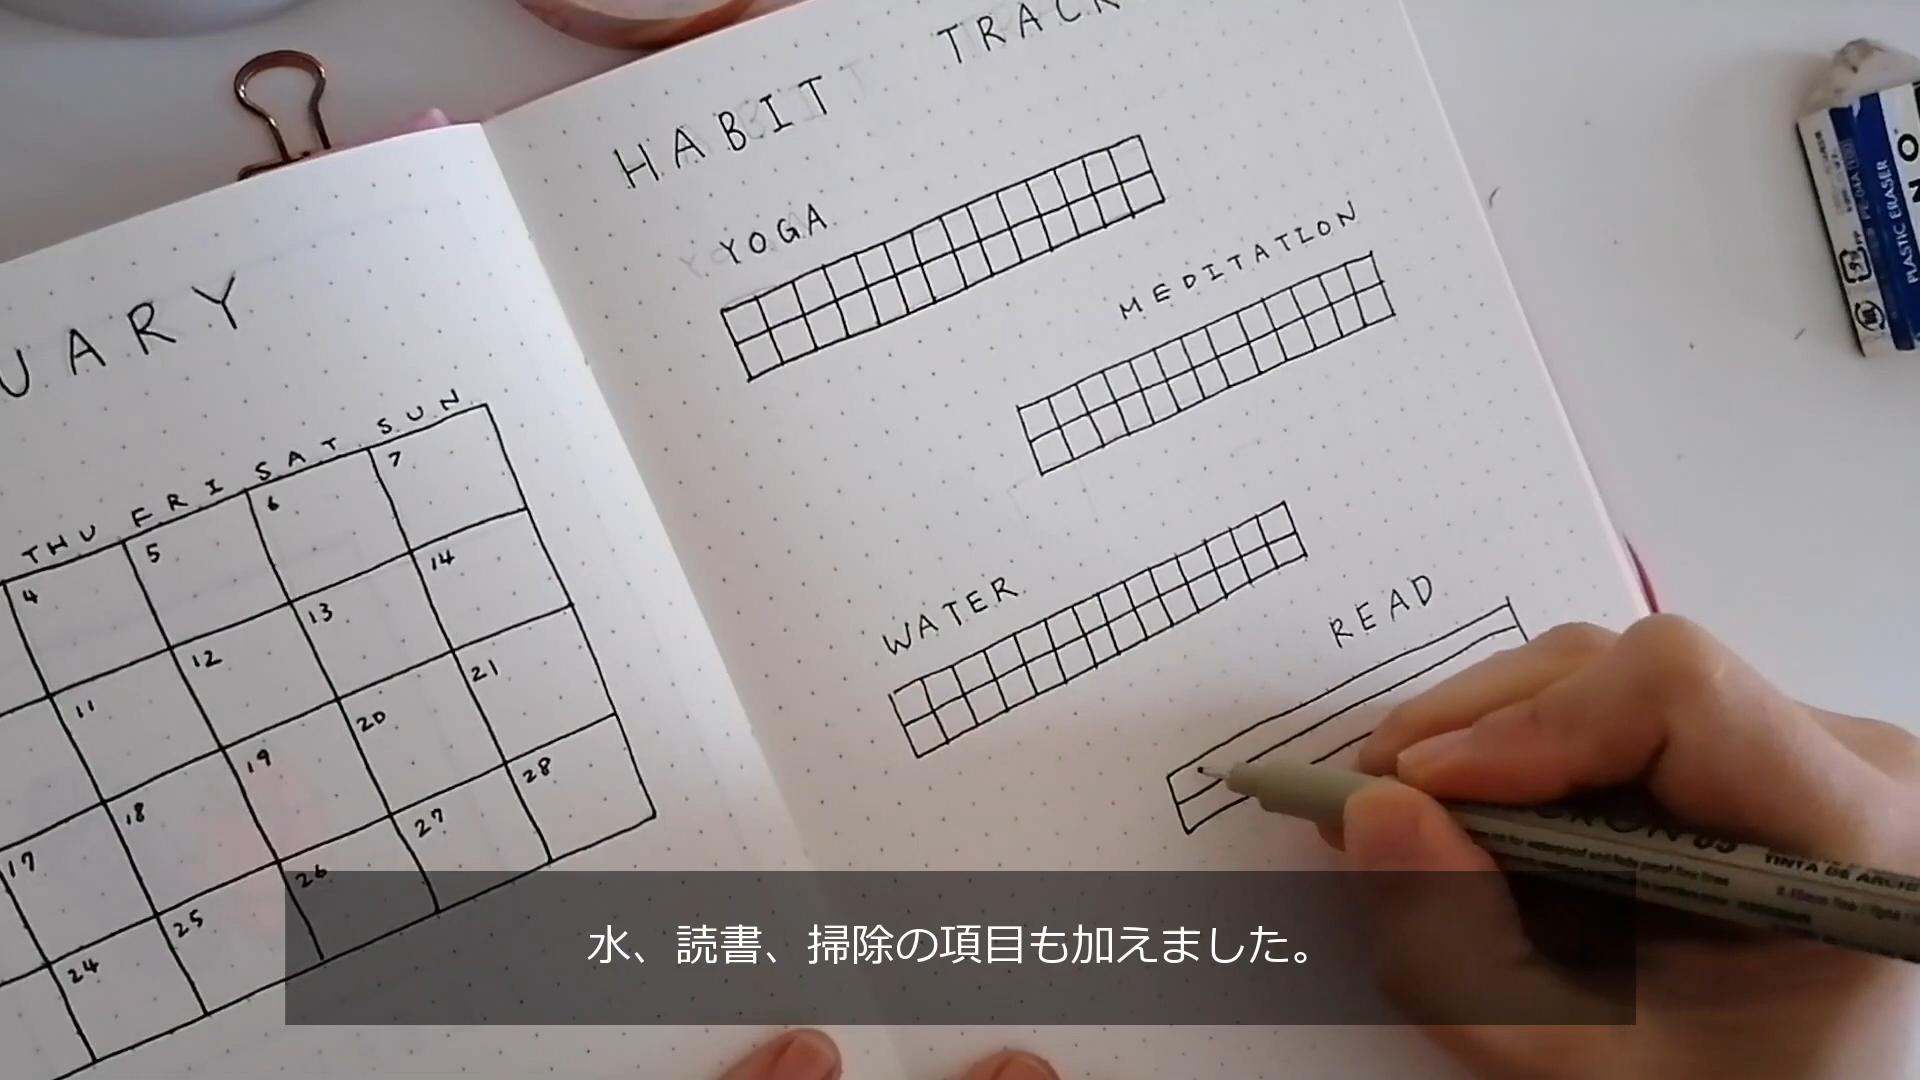 UARY
THU FRI SAT SUN
4 5 6 7
11 12 13 14
17 18 19 20 21
24 25 26 27 28
HABIT TRACK
YOGA
MEDITATION
WATER
READ
PLASTIC ERASER
水、読書、掃除の項目も加えました。